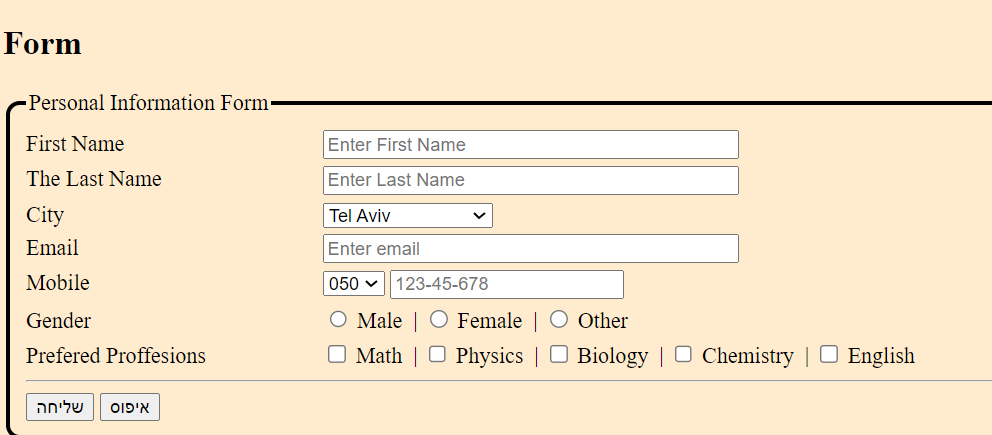 Form
Personal Information Form
First Name Enter First Name
The Last Name Enter Last Name
City Tel Aviv
Email Enter email
Mobile 050 123-45-678
Gender Male | Female | Other
Prefered Proffesions Math | Physics | Biology | Chemistry | English
שליחה איפוס